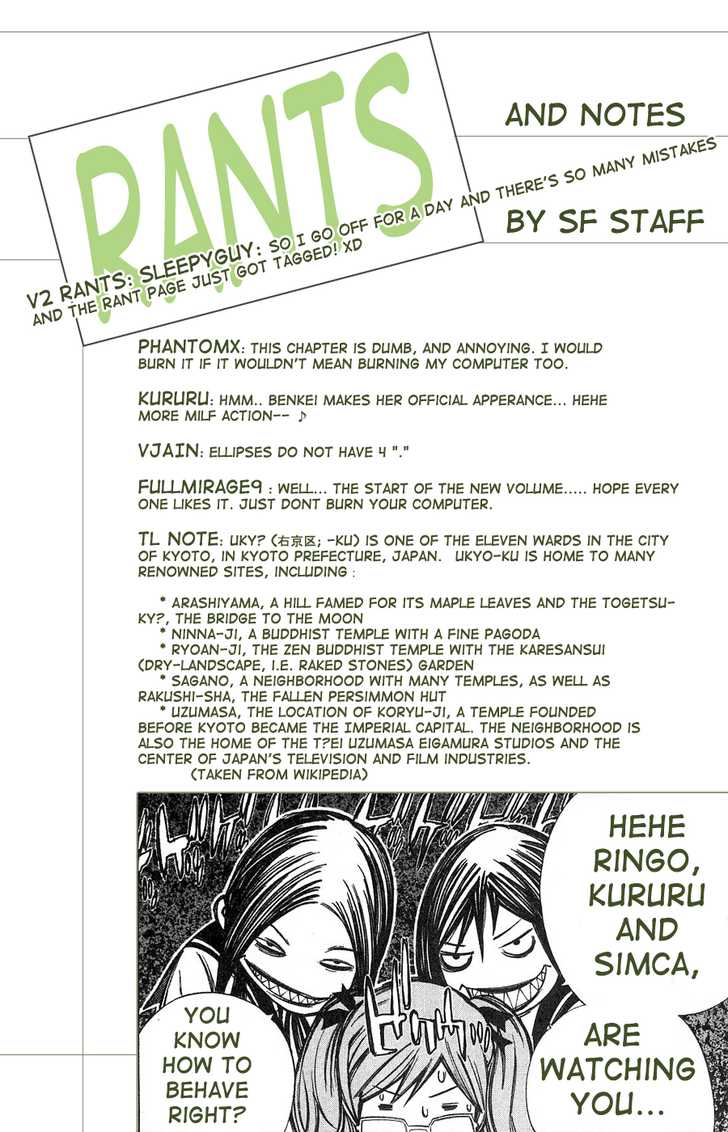 RANTS
AND NOTES
BY SF STAFF
V2 RANTS: SLEEPYGUY: SO I GO OFF FOR A DAY AND THERE'S SO MANY MISTAKES
AND THE RANT PAGE JUST GOT TAGGED! XD
PHANTOMX: THIS CHAPTER IS DUMB, AND ANNOYING. I WOULD
BURN IT IF IT WOULDN'T MEAN BURNING MY COMPUTER TOO.
KURURU: HMM.. BENKEI MAKES HER OFFICIAL APPERANCE... HEHE
MORE MILF ACTION-- ♪
VJAIN: ELLIPSES DO NOT HAVE 4 "."
FULLMIRAGE9 : WELL... THE START OF THE NEW VOLUME..... HOPE EVERY
ONE LIKES IT. JUST DONT BURN YOUR COMPUTER.
TL NOTE: UKY? (右京区; -KU) IS ONE OF THE ELEVEN WARDS IN THE CITY
OF KYOTO, IN KYOTO PREFECTURE, JAPAN. UKYO-KU IS HOME TO MANY
RENOWNED SITES, INCLUDING :
* ARASHIYAMA, A HILL FAMED FOR ITS MAPLE LEAVES AND THE TOGETSU-
KY?, THE BRIDGE TO THE MOON
* NINNA-JI, A BUDDHIST TEMPLE WITH A FINE PAGODA
* RYOAN-JI, THE ZEN BUDDHIST TEMPLE WITH THE KARESANSUI
(DRY-LANDSCAPE, I.E. RAKED STONES) GARDEN
* SAGANO, A NEIGHBORHOOD WITH MANY TEMPLES, AS WELL AS
RAKUSHI-SHA, THE FALLEN PERSIMMON HUT
* UZUMASA, THE LOCATION OF KORYU-JI, A TEMPLE FOUNDED
BEFORE KYOTO BECAME THE IMPERIAL CAPITAL. THE NEIGHBORHOOD IS
ALSO THE HOME OF THE T?EI UZUMASA EIGAMURA STUDIOS AND THE
CENTER OF JAPAN'S TELEVISION AND FILM INDUSTRIES.
(TAKEN FROM WIKIPEDIA)
HEHE
RINGO,
KURURU
AND
SIMCA,
ARE
WATCHING
YOU...
YOU
KNOW
HOW TO
BEHAVE
RIGHT?